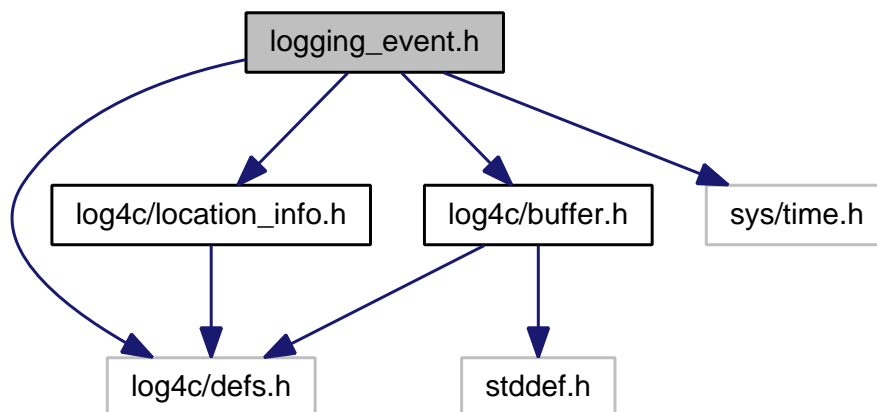 logging_event.h
log4c/location_info.h
log4c/buffer.h
sys/time.h
log4c/defs.h
stddef.h